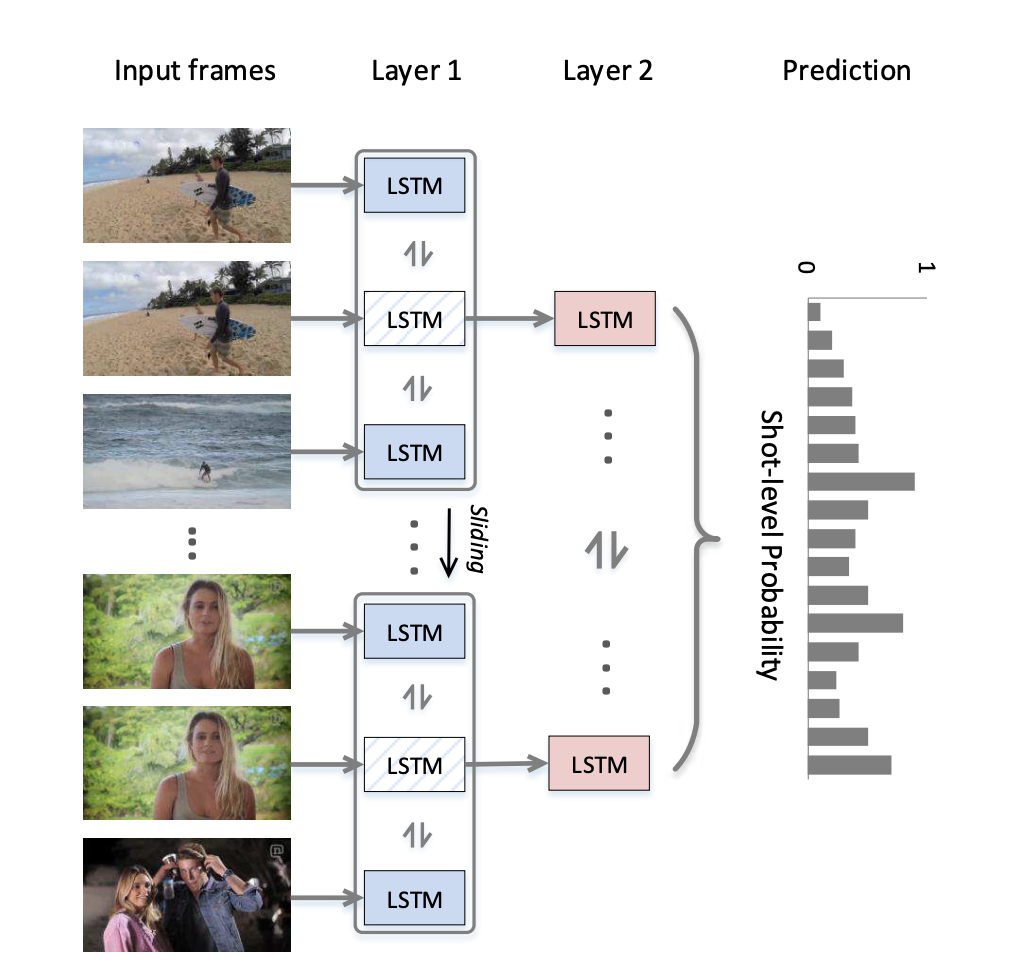 Input frames
Layer 1
Layer 2
Prediction
LSTM
LSTM
LSTM
LSTM
Sliding
LSTM
LSTM
LSTM
LSTM
0
1
Shot-level Probability